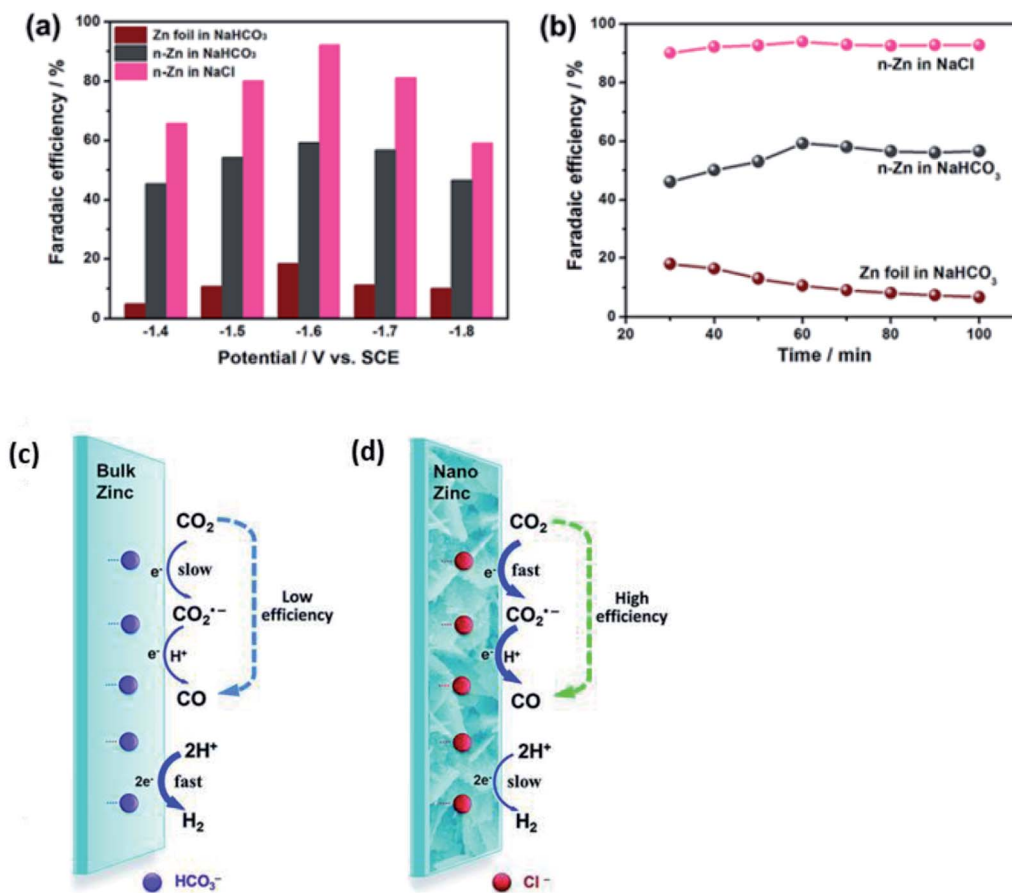 (a)
Zn foil in NaHCO₃
n-Zn in NaHCO₃
n-Zn in NaCl
Faradaic efficiency / %
100
80
60
40
20
0
-1.4 -1.5 -1.6 -1.7 -1.8
Potential / V vs. SCE
(b)
n-Zn in NaCl
n-Zn in NaHCO₃
Zn foil in NaHCO₃
Faradaic efficiency / %
100
80
60
40
20
0
20 40 60 80 100
Time / min
(c)
Bulk
Zinc
CO₂
e⁻ slow
CO₂•⁻
Low
efficiency
e⁻ H⁺
CO
2H⁺
2e⁻ fast
H₂
HCO₃⁻
(d)
Nano
Zinc
CO₂
e⁻ fast
CO₂•⁻
High
efficiency
e⁻ H⁺
CO
2H⁺
2e⁻ slow
H₂
Cl⁻